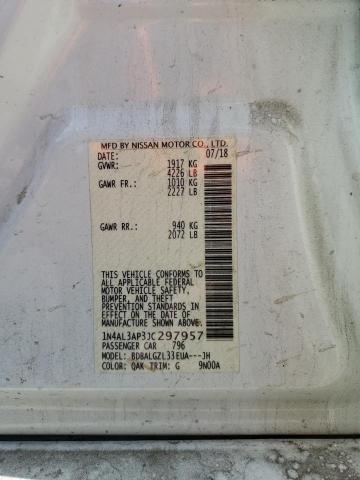 MFD BY NISSAN MOTOR CO., LTD.
DATE: 07/18
GVWR: 1917 KG
4226 LB
GAWR FR.: 1010 KG
2227 LB
GAWR RR.: 940 KG
2072 LB
THIS VEHICLE CONFORMS TO
ALL APPLICABLE FEDERAL
MOTOR VEHICLE SAFETY,
BUMPER, AND THEFT
PREVENTION STANDARDS IN
EFFECT ON THE DATE OF
MANUFACTURE SHOWN ABOVE.
1N4AL3AP3JC297957
PASSENGER CAR 796
MODEL: BDBALGZL33EUA---JH
COLOR: QAK TRIM: G 9N00A